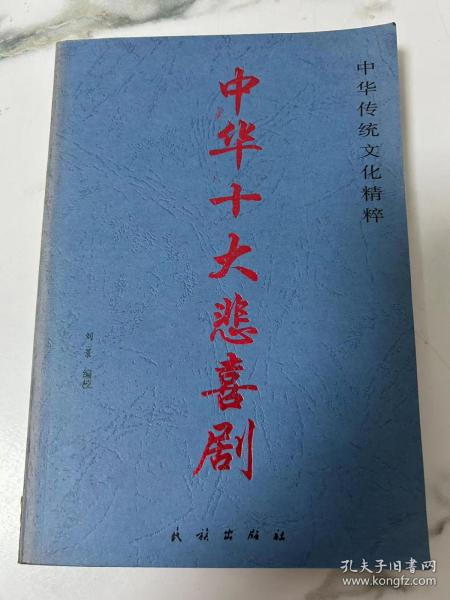 中华传统文化精粹
中华十大悲喜剧
刘景 编校
民族出版社
孔夫子旧书网
www.kongfz.com